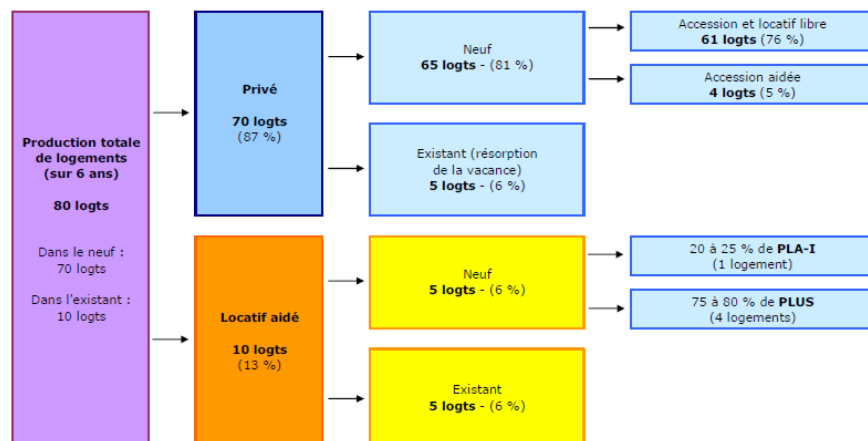 Production totale
de logements
(sur 6 ans)
80 logts
Dans le neuf :
70 logts
Dans l'existant :
10 logts
Privé
70 logts
(87 %)
Neuf
65 logts - (81 %)
Accession et locatif libre
61 logts (76 %)
Accession aidée
4 logts (5 %)
Existant (résorption
de la vacance)
5 logts - (6 %)
Locatif aidé
10 logts
(13 %)
Neuf
5 logts - (6 %)
20 à 25 % de PLA-I
(1 logement)
75 à 80 % de PLUS
(4 logements)
Existant
5 logts - (6 %)